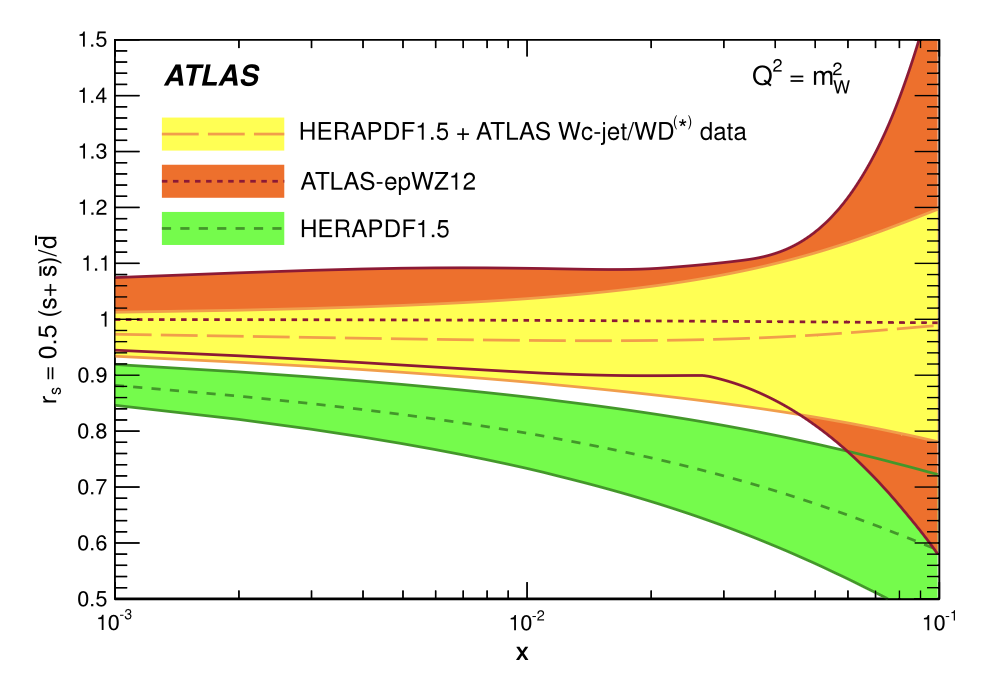 ATLAS
Q² = m²_W
HERAPDF1.5 + ATLAS Wc-jet/WD⁽*⁾ data
ATLAS-epWZ12
HERAPDF1.5
r_s = 0.5 (s+ s̄)/d̄
1.5
1.4
1.3
1.2
1.1
1
0.9
0.8
0.7
0.6
0.5
10⁻³ 10⁻² 10⁻¹
x